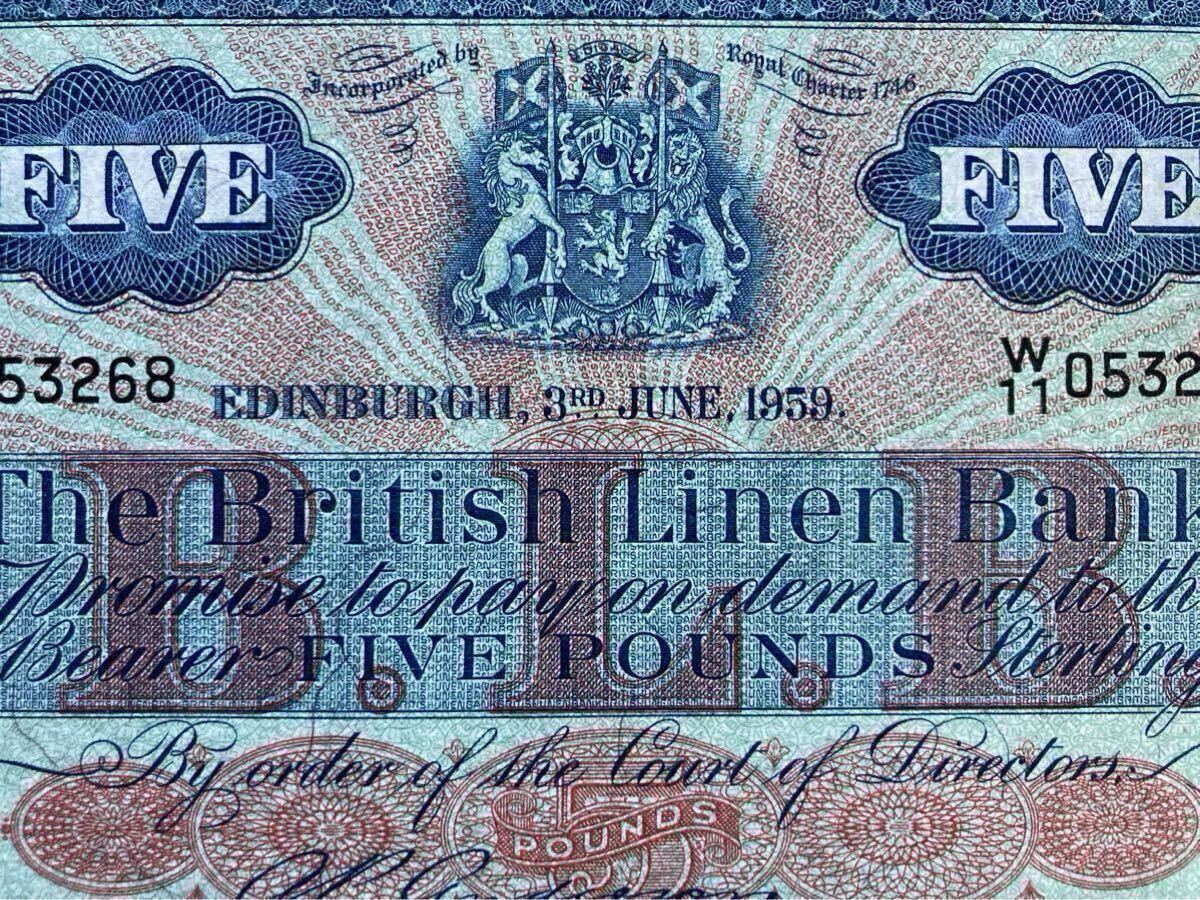 Incorporated by Royal Charter 1746
FIVE
FIVE
53268
W
11 0532
EDINBURGH, 3RD JUNE, 1959.
The British Linen Bank
Promise to pay on demand to th
Bearer FIVE POUNDS Sterling
B.L.B
By order of the Court of Directors.
5
POUNDS